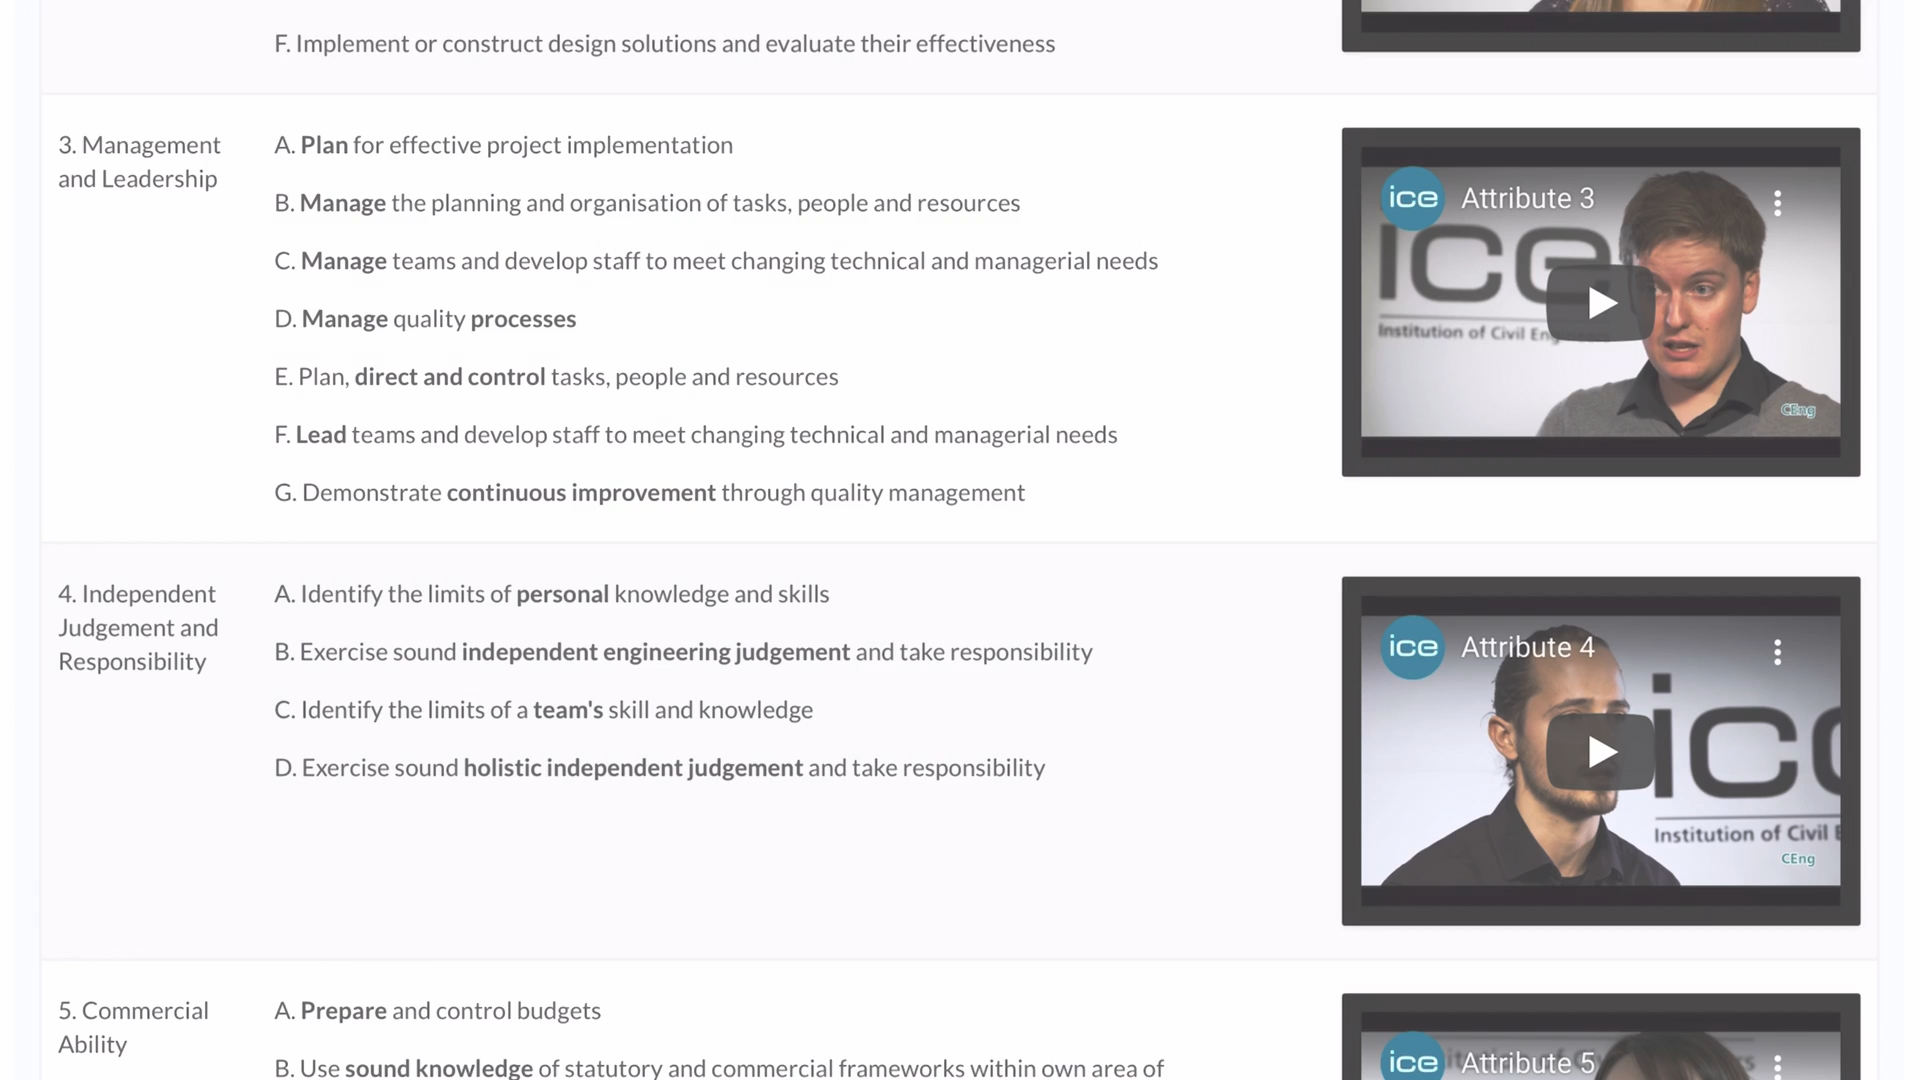 F. Implement or construct design solutions and evaluate their effectiveness
3. Management
and Leadership
A. Plan for effective project implementation
B. Manage the planning and organisation of tasks, people and resources
C. Manage teams and develop staff to meet changing technical and managerial needs
D. Manage quality processes
E. Plan, direct and control tasks, people and resources
F. Lead teams and develop staff to meet changing technical and managerial needs
G. Demonstrate continuous improvement through quality management
ice Attribute 3
ice
Institution of Civil
CEng
4. Independent
Judgement and
Responsibility
A. Identify the limits of personal knowledge and skills
B. Exercise sound independent engineering judgement and take responsibility
C. Identify the limits of a team's skill and knowledge
D. Exercise sound holistic independent judgement and take responsibility
ice Attribute 4
ic
Institution of Civil
CEng
5. Commercial
Ability
A. Prepare and control budgets
B. Use sound knowledge of statutory and commercial frameworks within own area of
ice Attribute 5